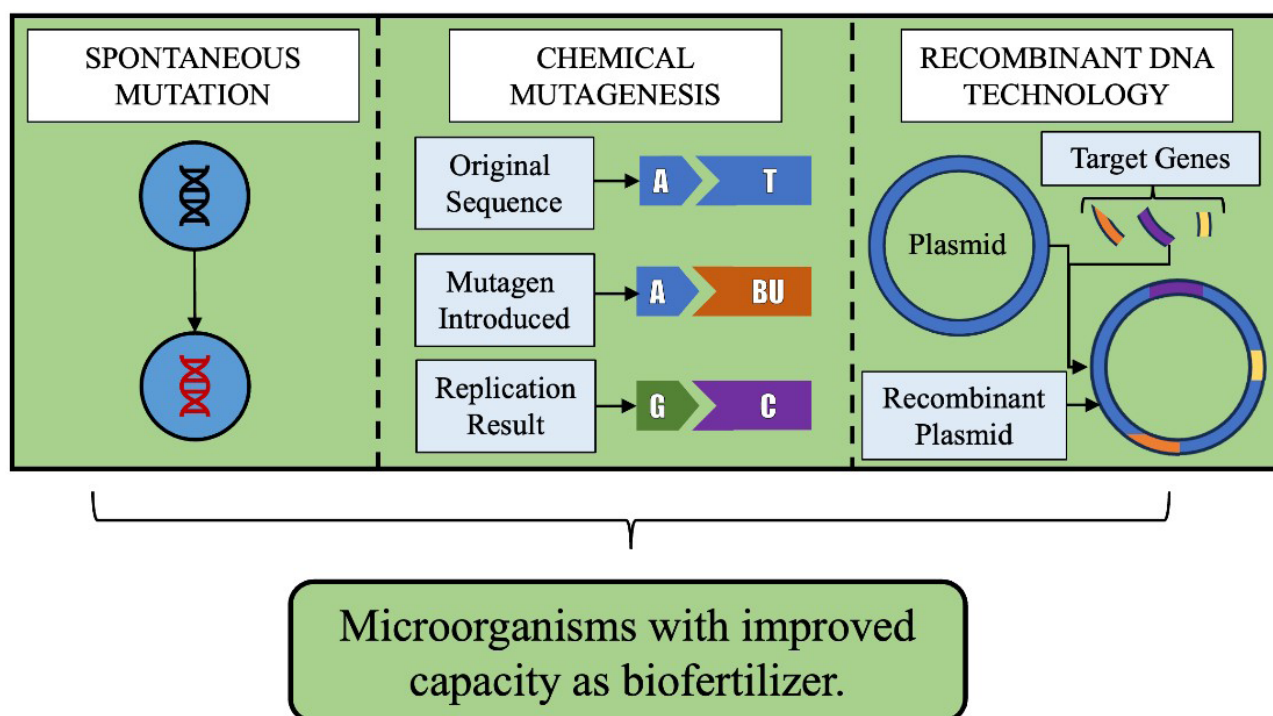 SPONTANEOUS
MUTATION
CHEMICAL
MUTAGENESIS
Original
Sequence
A
T
Mutagen
Introduced
A
BU
Replication
Result
G
C
RECOMBINANT DNA
TECHNOLOGY
Target Genes
Plasmid
Recombinant
Plasmid
Microorganisms with improved
capacity as biofertilizer.